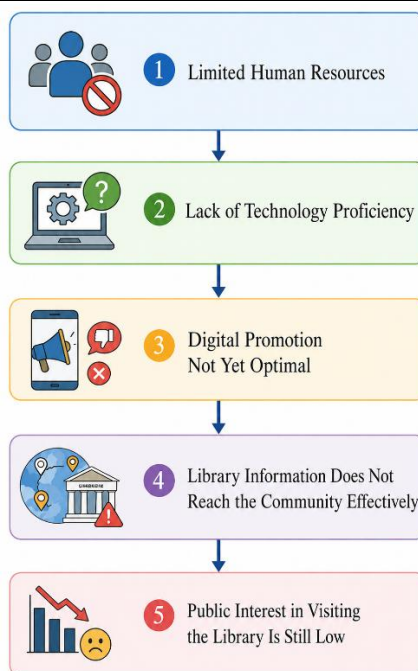 1 Limited Human Resources
?
2 Lack of Technology Proficiency
3 Digital Promotion
Not Yet Optimal
4 Library Information Does Not
Reach the Community Effectively
!
5 Public Interest in Visiting
the Library Is Still Low